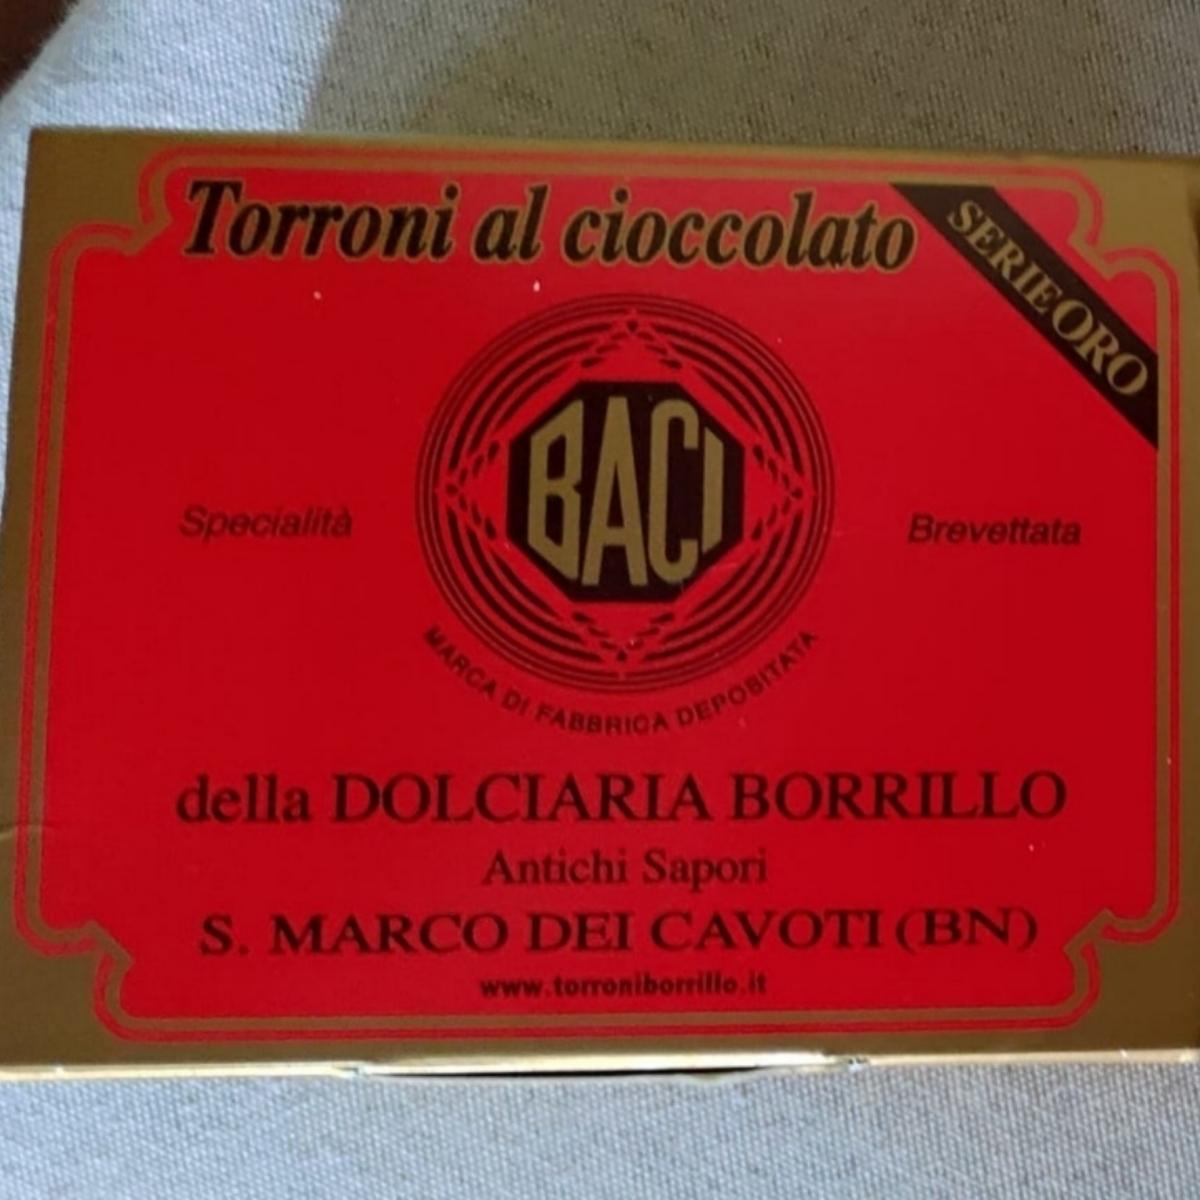 Torroni al cioccolato
SERIE ORO
BACI
Specialità
Brevettata
MARCA DI FABBRICA DEPOSITATA
della DOLCIARIA BORRILLO
Antichi Sapori
S. MARCO DEI CAVOTI (BN)
www.torroniborrillo.it